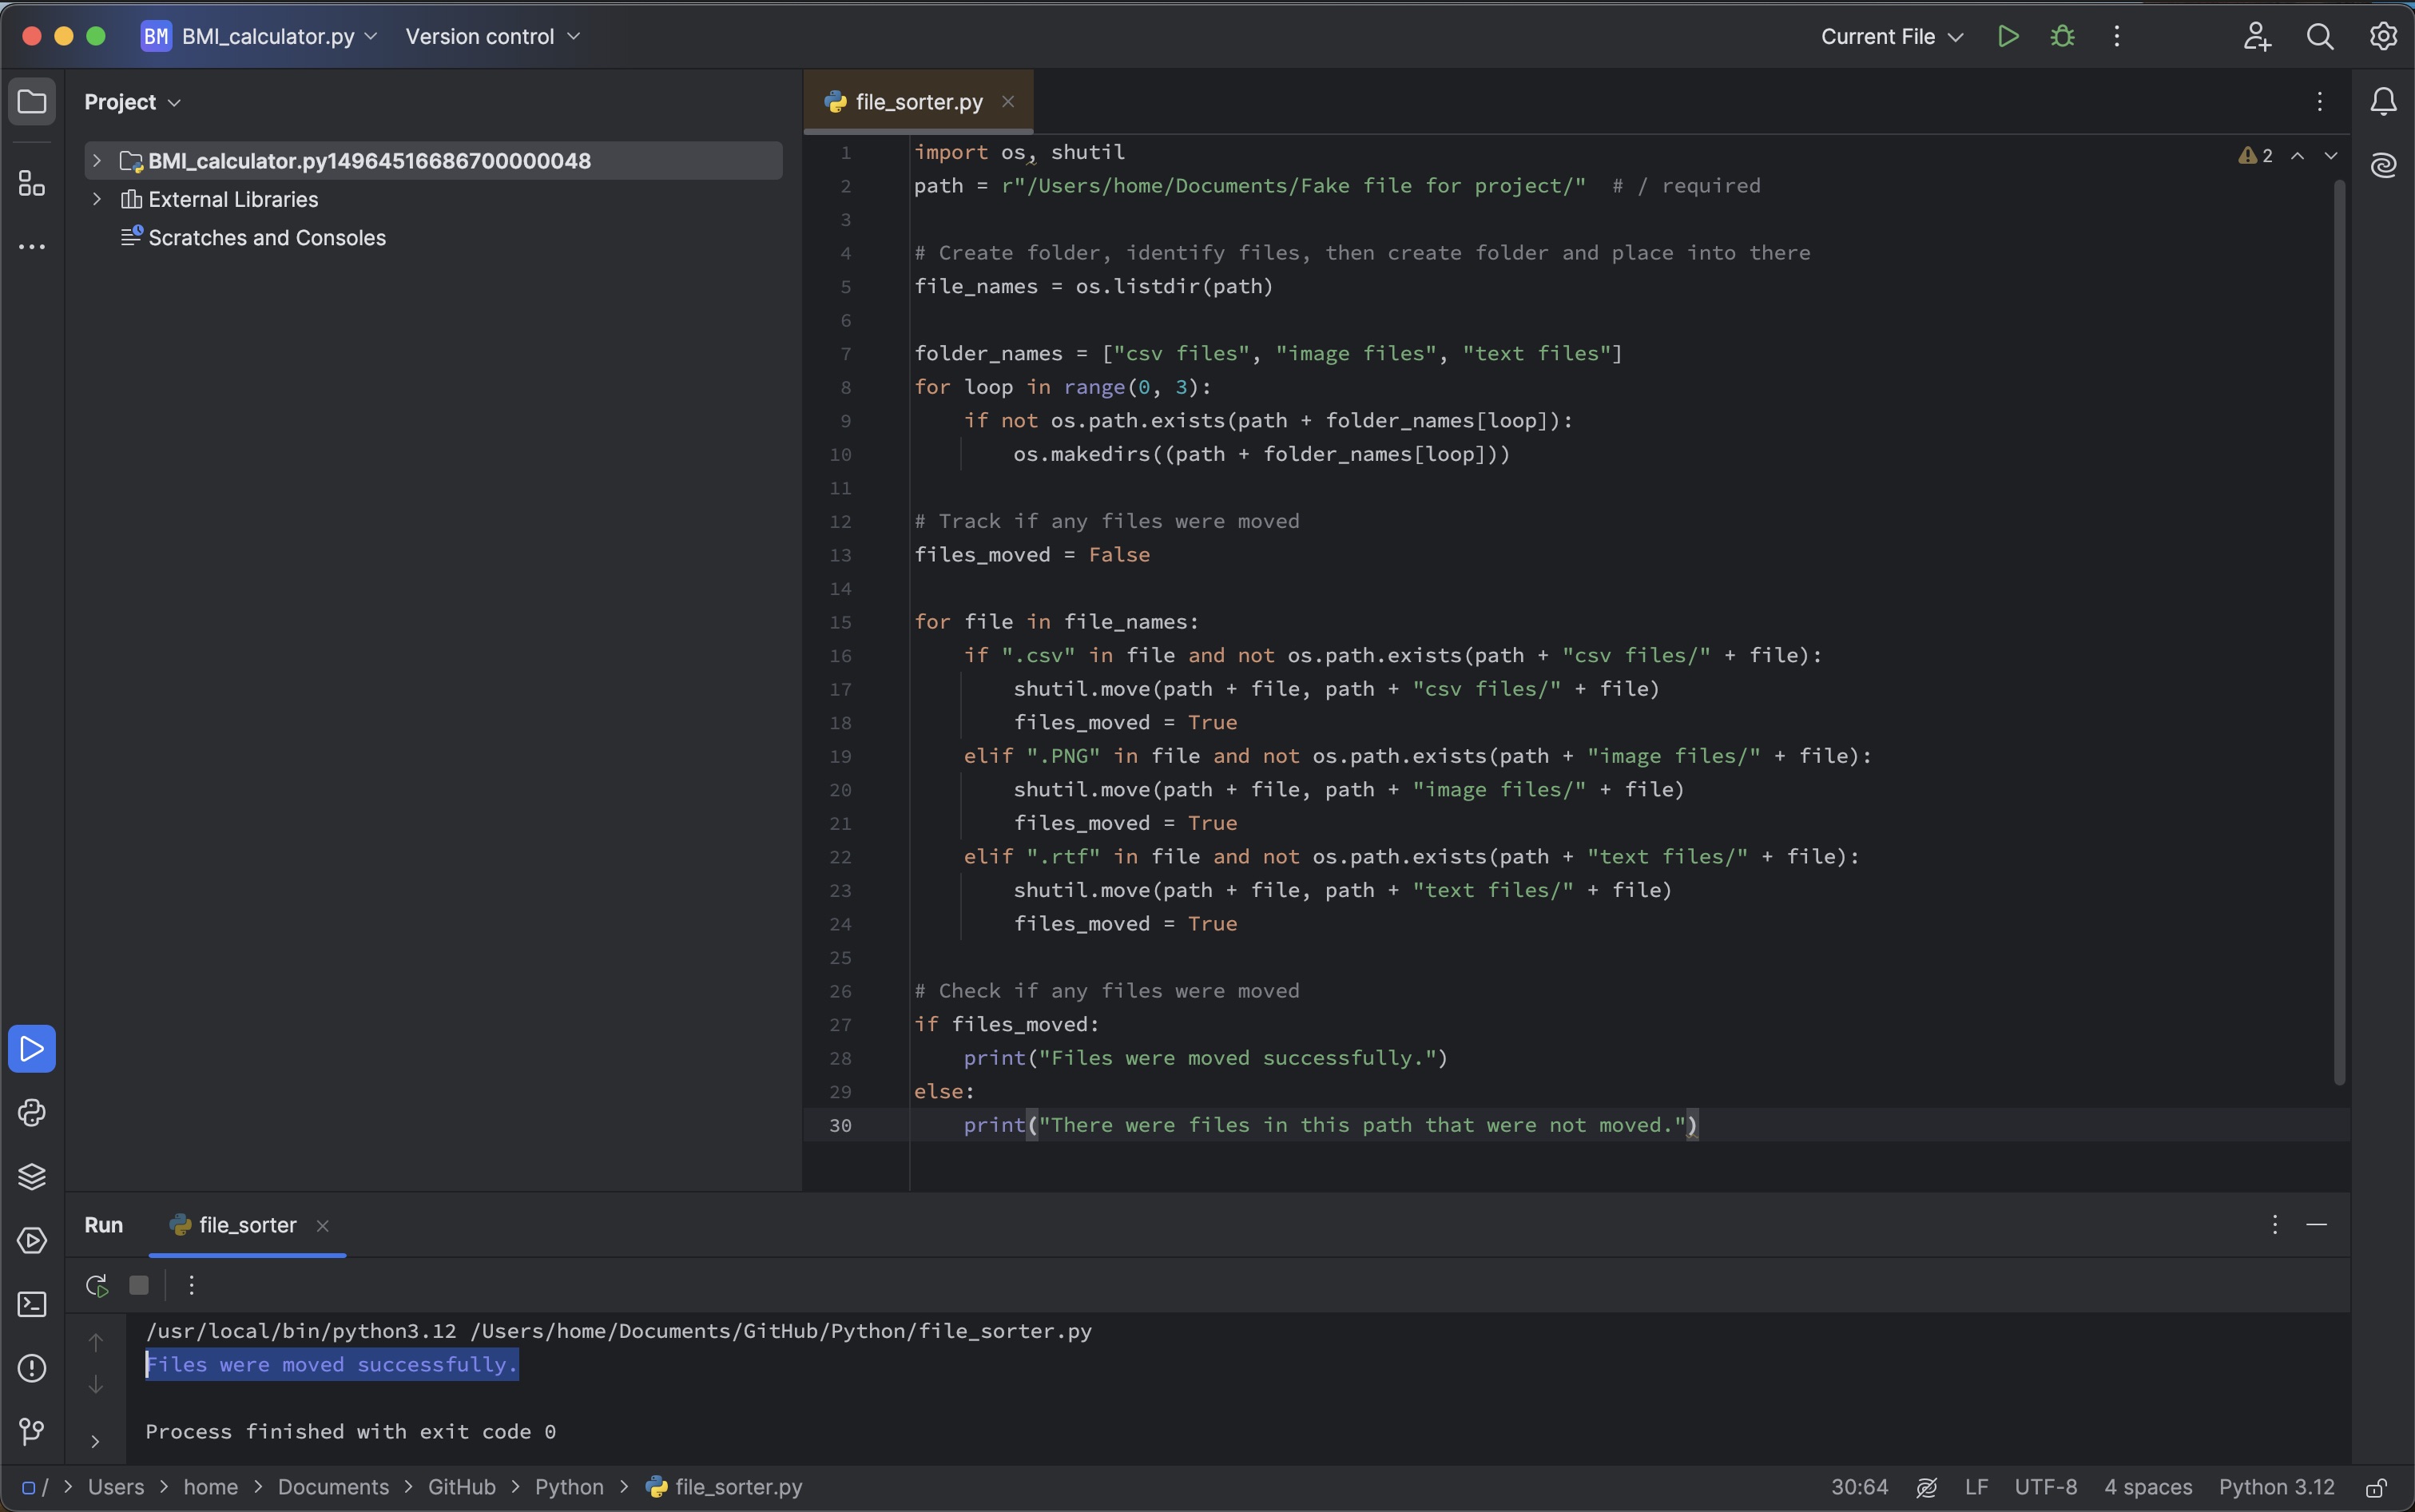 BM BMI_calculator.py Version control Current File
Project
BMI_calculator.py14964516686700000048
External Libraries
Scratches and Consoles
file_sorter.py
2
1 import os, shutil
2 path = r"/Users/home/Documents/Fake file for project/"  # / required
3
4 # Create folder, identify files, then create folder and place into there
5 file_names = os.listdir(path)
6
7 folder_names = ["csv files", "image files", "text files"]
8 for loop in range(0, 3):
9     if not os.path.exists(path + folder_names[loop]):
10         os.makedirs((path + folder_names[loop]))
11
12 # Track if any files were moved
13 files_moved = False
14
15 for file in file_names:
16     if ".csv" in file and not os.path.exists(path + "csv files/" + file):
17         shutil.move(path + file, path + "csv files/" + file)
18         files_moved = True
19     elif ".PNG" in file and not os.path.exists(path + "image files/" + file):
20         shutil.move(path + file, path + "image files/" + file)
21         files_moved = True
22     elif ".rtf" in file and not os.path.exists(path + "text files/" + file):
23         shutil.move(path + file, path + "text files/" + file)
24         files_moved = True
25
26 # Check if any files were moved
27 if files_moved:
28     print("Files were moved successfully.")
29 else:
30     print("There were files in this path that were not moved.")
Run file_sorter
/usr/local/bin/python3.12 /Users/home/Documents/GitHub/Python/file_sorter.py
Files were moved successfully.
Process finished with exit code 0
/ > Users > home > Documents > GitHub > Python > file_sorter.py 30:64 LF UTF-8 4 spaces Python 3.12